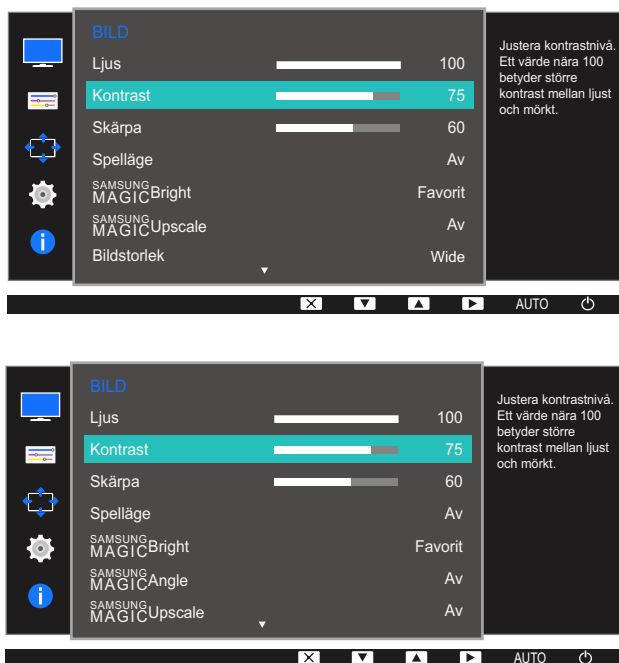 BILD
Ljus 100
Kontrast 75
Skärpa 60
Spelläge Av
SAMSUNG MAGIC Bright Favorit
SAMSUNG MAGIC Upscale Av
Bildstorlek Wide
Justera kontrastnivå.
Ett värde nära 100
betyder större
kontrast mellan ljust
och mörkt.
AUTO
BILD
Ljus 100
Kontrast 75
Skärpa 60
Spelläge Av
SAMSUNG MAGIC Bright Favorit
SAMSUNG MAGIC Angle Av
SAMSUNG MAGIC Upscale Av
Justera kontrastnivå.
Ett värde nära 100
betyder större
kontrast mellan ljust
och mörkt.
AUTO